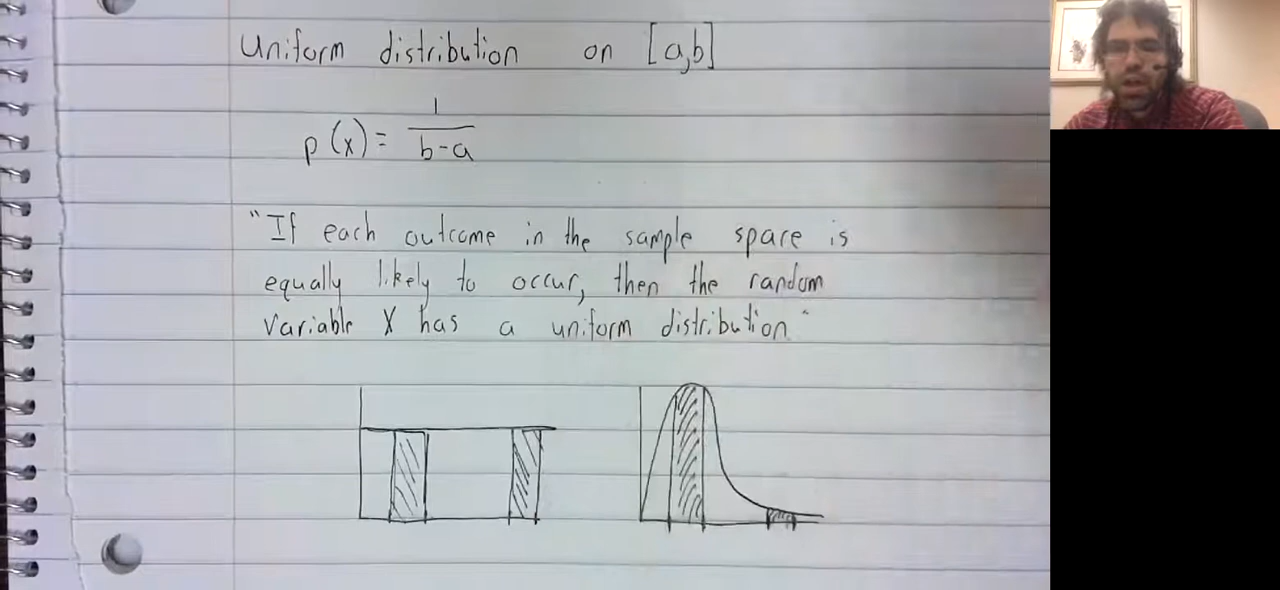 Uniform distribution on [a,b]
p(x) = 1/(b-a)
"If each outcome in the sample space is
equally likely to occur, then the random
variable X has a uniform distribution"